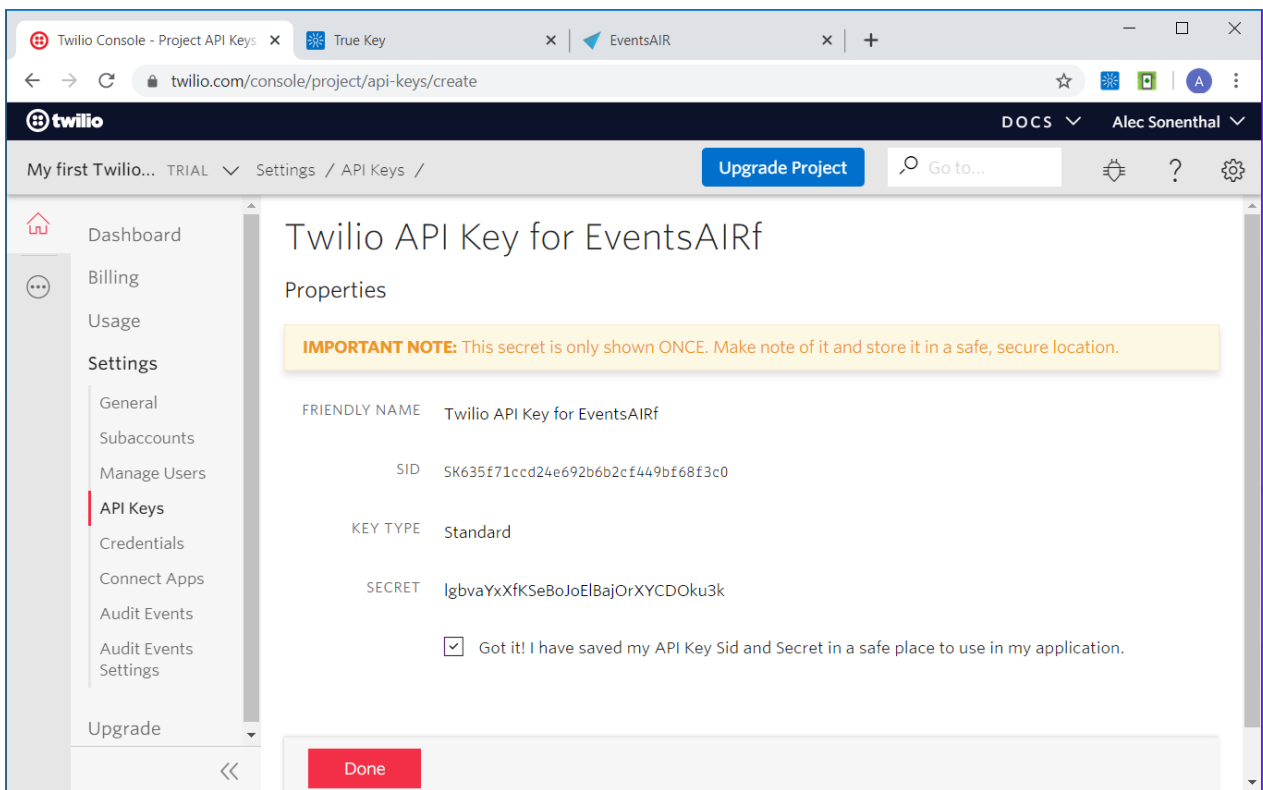 Twilio Console - Project API Keys
True Key
EventsAIR
twilio.com/console/project/api-keys/create
A
twilio
DOCS
Alec Sonenthal
My first Twilio... TRIAL
Settings / API Keys /
Upgrade Project
Go to...
Dashboard
Billing
Usage
Settings
General
Subaccounts
Manage Users
API Keys
Credentials
Connect Apps
Audit Events
Audit Events
Settings
Upgrade
Twilio API Key for EventsAIRf
Properties
IMPORTANT NOTE: This secret is only shown ONCE. Make note of it and store it in a safe, secure location.
FRIENDLY NAME Twilio API Key for EventsAIRf
SID SK635f71ccd24e692b6b2cf449bf68f3c0
KEY TYPE Standard
SECRET lgbvaYxXfKSeBoJoElBajOrXYCDOku3k
Got it! I have saved my API Key Sid and Secret in a safe place to use in my application.
Done